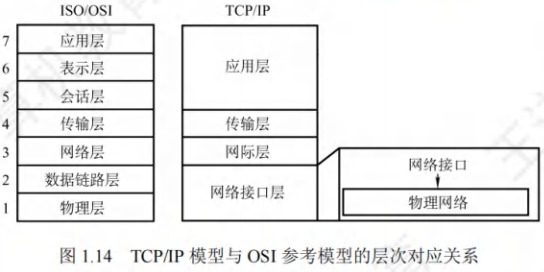 ISO/OSI TCP/IP
7 应用层
6 表示层 应用层
5 会话层
4 传输层 传输层
3 网络层 网际层 网络接口
2 数据链路层 网络接口层
1 物理层 物理网络
图 1.14 TCP/IP 模型与 OSI 参考模型的层次对应关系